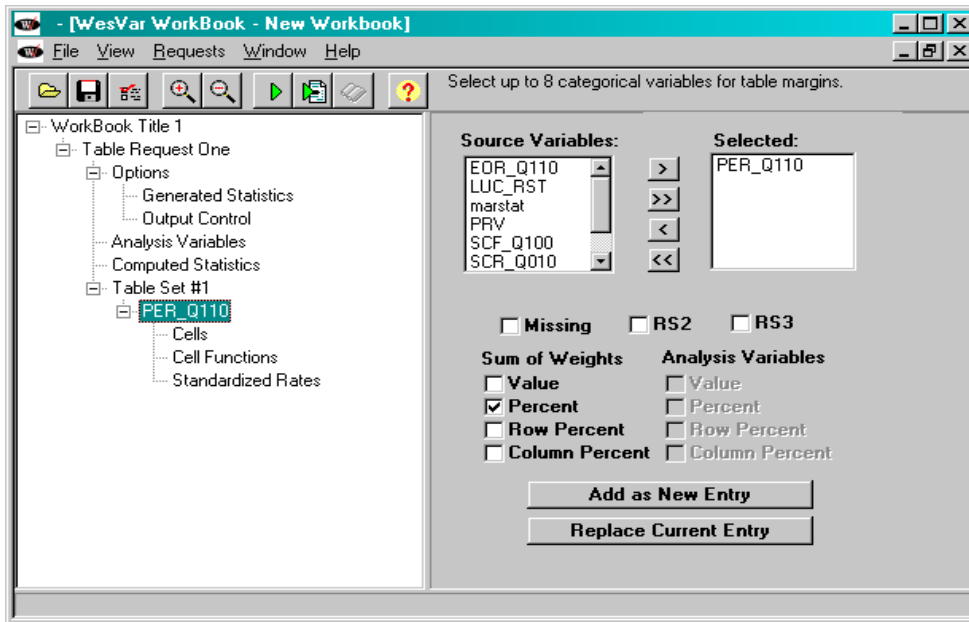 - [WesVar WorkBook - New Workbook]
File View Requests Window Help
Select up to 8 categorical variables for table margins.
WorkBook Title 1
Table Request One
Options
Generated Statistics
Output Control
Analysis Variables
Computed Statistics
Table Set #1
PER_Q110
Cells
Cell Functions
Standardized Rates
Source Variables:
EOR_Q110
LUC_RST
marstat
PRV
SCF_Q100
SCR_Q010
>
>>
<
<<
Selected:
PER_Q110
Missing RS2 RS3
Sum of Weights Analysis Variables
Value Value
Percent Percent
Row Percent Row Percent
Column Percent Column Percent
Add as New Entry
Replace Current Entry